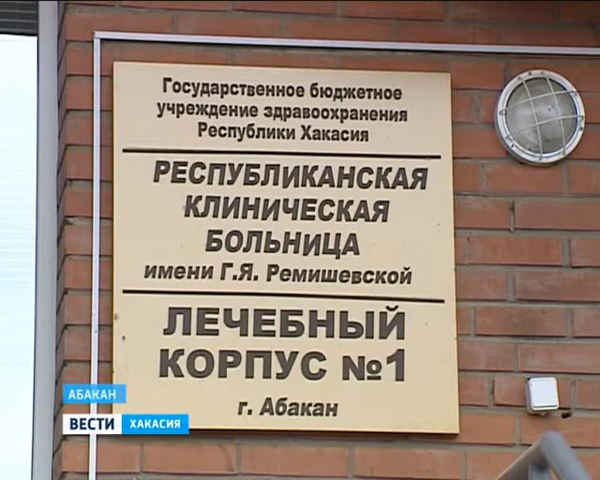 Государственное бюджетное
учреждение здравоохранения
Республики Хакасия
РЕСПУБЛИКАНСКАЯ
КЛИНИЧЕСКАЯ
БОЛЬНИЦА
имени Г.Я. Ремишевской
ЛЕЧЕБНЫЙ
КОРПУС №1
г. Абакан
АБАКАН
ВЕСТИ ХАКАСИЯ